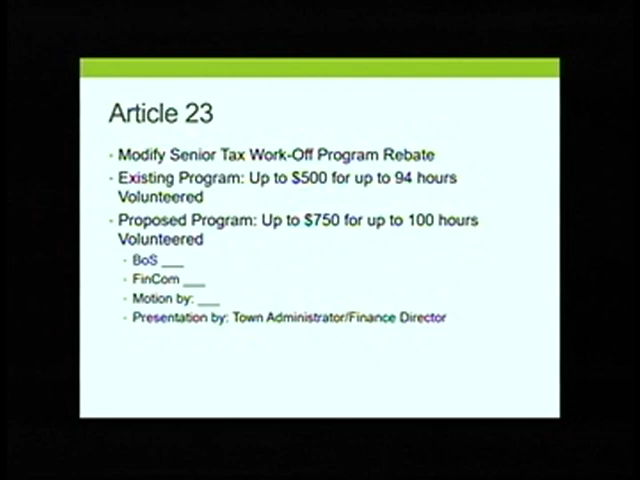 Article 23
· Modify Senior Tax Work-Off Program Rebate
· Existing Program: Up to $500 for up to 94 hours
Volunteered
· Proposed Program: Up to $750 for up to 100 hours
Volunteered
· BoS ___
· FinCom ___
· Motion by: ___
· Presentation by: Town Administrator/Finance Director